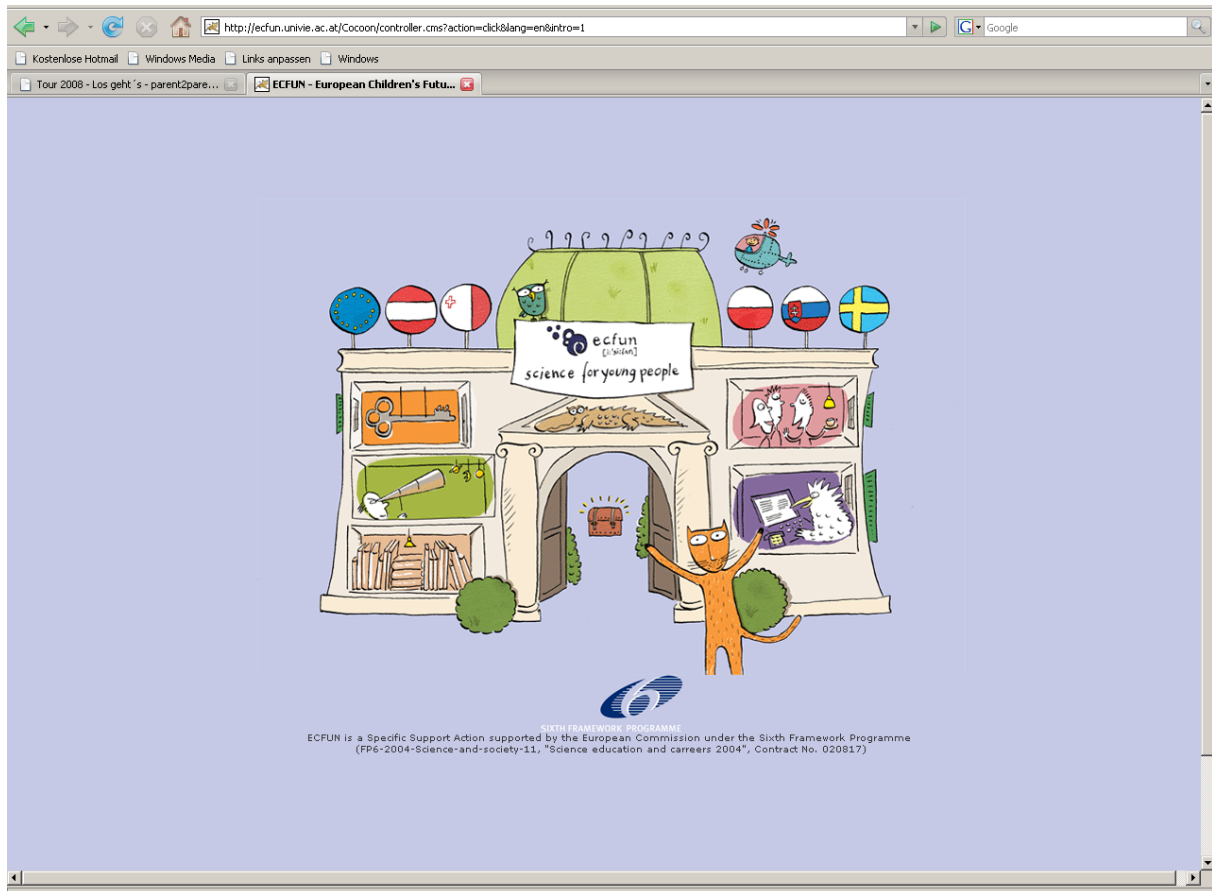 http://ecfun.univie.ac.at/Cocoon/controller.cms?action=click&lang=en&intro=1
Google
Kostenlose Hotmail Windows Media Links anpassen Windows
Tour 2008 - Los geht´s - parent2pare... ECFUN - European Children's Futu...
ecfun
science for young people
SIXTH FRAMEWORK PROGRAMME
ECFUN is a Specific Support Action supported by the European Commission under the Sixth Framework Programme
(FP6-2004-Science-and-society-11, "Science education and carreers 2004", Contract No. 020817)